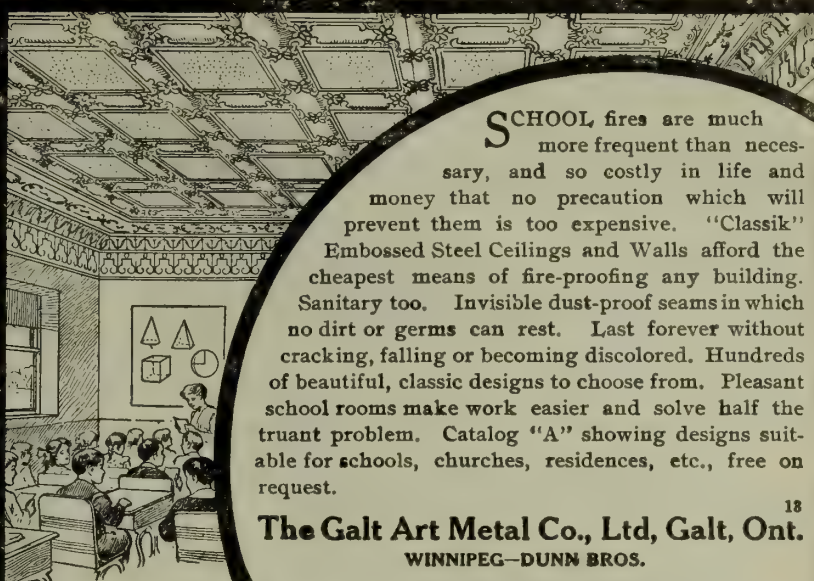 SCHOOL fires are much
more frequent than neces-
sary, and so costly in life and
money that no precaution which will
prevent them is too expensive. "Classik"
Embossed Steel Ceilings and Walls afford the
cheapest means of fire-proofing any building.
Sanitary too. Invisible dust-proof seams in which
no dirt or germs can rest. Last forever without
cracking, falling or becoming discolored. Hundreds
of beautiful, classic designs to choose from. Pleasant
school rooms make work easier and solve half the
truant problem. Catalog "A" showing designs suit-
able for schools, churches, residences, etc., free on
request.
13
The Galt Art Metal Co., Ltd, Galt, Ont.
WINNIPEG—DUNN BROS.